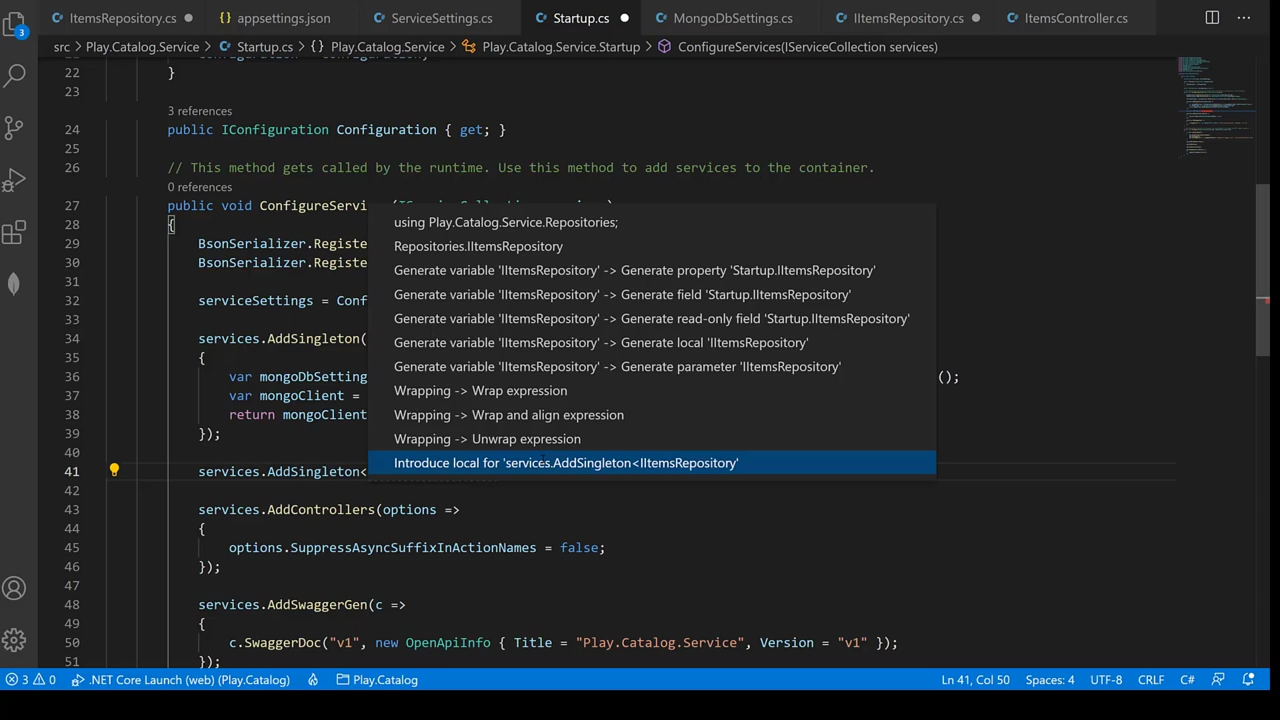 ItemsRepository.cs
appsettings.json
ServiceSettings.cs
Startup.cs
MongoDbSettings.cs
IItemsRepository.cs
ItemsController.cs
src > Play.Catalog.Service > Startup.cs > {} Play.Catalog.Service > Play.Catalog.Service.Startup > ConfigureServices(IServiceCollection services)
3
22 }
23
3 references
24 public IConfiguration Configuration { get; }
25
26 // This method gets called by the runtime. Use this method to add services to the container.
0 references
27 public void ConfigureServi
28 {
using Play.Catalog.Service.Repositories;
Repositories.IItemsRepository
Generate variable 'IItemsRepository' -> Generate property 'Startup.IItemsRepository'
Generate variable 'IItemsRepository' -> Generate field 'Startup.IItemsRepository'
Generate variable 'IItemsRepository' -> Generate read-only field 'Startup.IItemsRepository'
Generate variable 'IItemsRepository' -> Generate local 'IItemsRepository'
Generate variable 'IItemsRepository' -> Generate parameter 'IItemsRepository'
Wrapping -> Wrap expression
Wrapping -> Wrap and align expression
Wrapping -> Unwrap expression
Introduce local for 'services.AddSingleton<IItemsRepository'
29 BsonSerializer.Registe
30 BsonSerializer.Registe
31
32 serviceSettings = Conf
33
34 services.AddSingleton(
35 {
36 var mongoDbSetting ();
37 var mongoClient =
38 return mongoClient
39 });
40
41 services.AddSingleton<
42
43 services.AddControllers(options =>
44 {
45 options.SuppressAsyncSuffixInActionNames = false;
46 });
47
48 services.AddSwaggerGen(c =>
49 {
50 c.SwaggerDoc("v1", new OpenApiInfo { Title = "Play.Catalog.Service", Version = "v1" });
51 });
3 0 .NET Core Launch (web) (Play.Catalog) Play.Catalog Ln 41, Col 50 Spaces: 4 UTF-8 CRLF C#